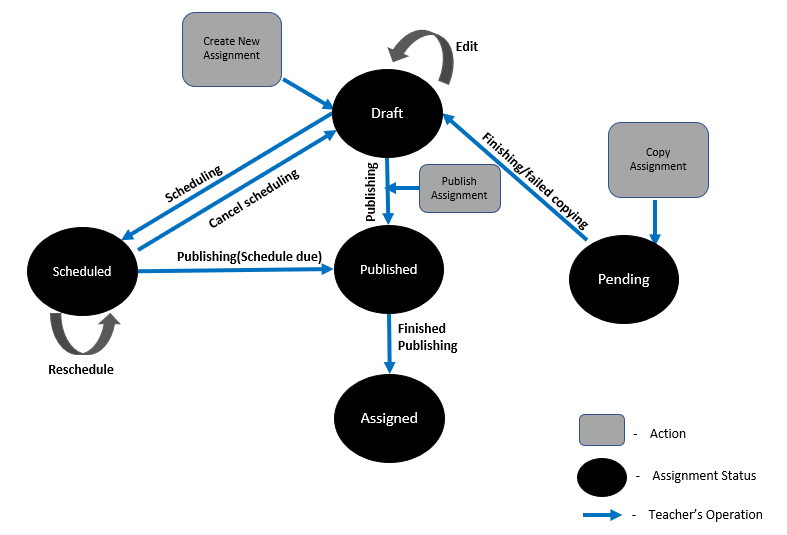 Create New
Assignment
Edit
Draft
Copy
Assignment
Finishing/failed copying
Scheduling
Cancel scheduling
Publishing
Publish
Assignment
Scheduled
Publishing(Schedule due)
Published
Pending
Reschedule
Finished
Publishing
Assigned
- Action
- Assignment Status
- Teacher’s Operation